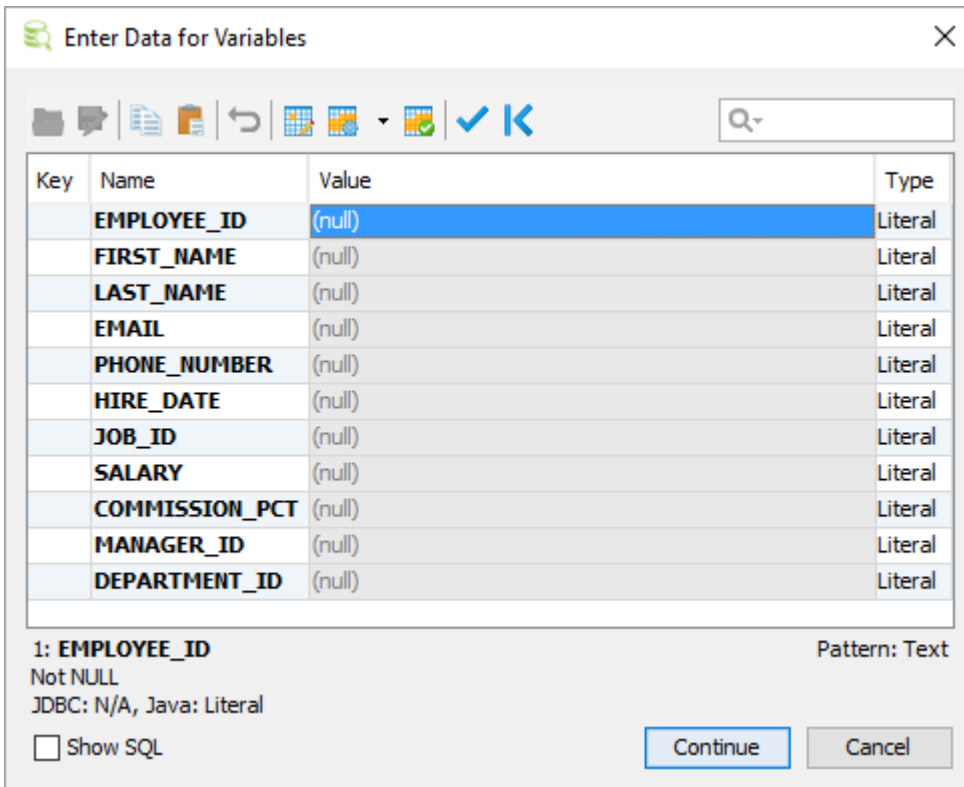 Enter Data for Variables
Key Name Value Type
EMPLOYEE_ID (null) Literal
FIRST_NAME (null) Literal
LAST_NAME (null) Literal
EMAIL (null) Literal
PHONE_NUMBER (null) Literal
HIRE_DATE (null) Literal
JOB_ID (null) Literal
SALARY (null) Literal
COMMISSION_PCT (null) Literal
MANAGER_ID (null) Literal
DEPARTMENT_ID (null) Literal
1: EMPLOYEE_ID Pattern: Text
Not NULL
JDBC: N/A, Java: Literal
Show SQL Continue Cancel